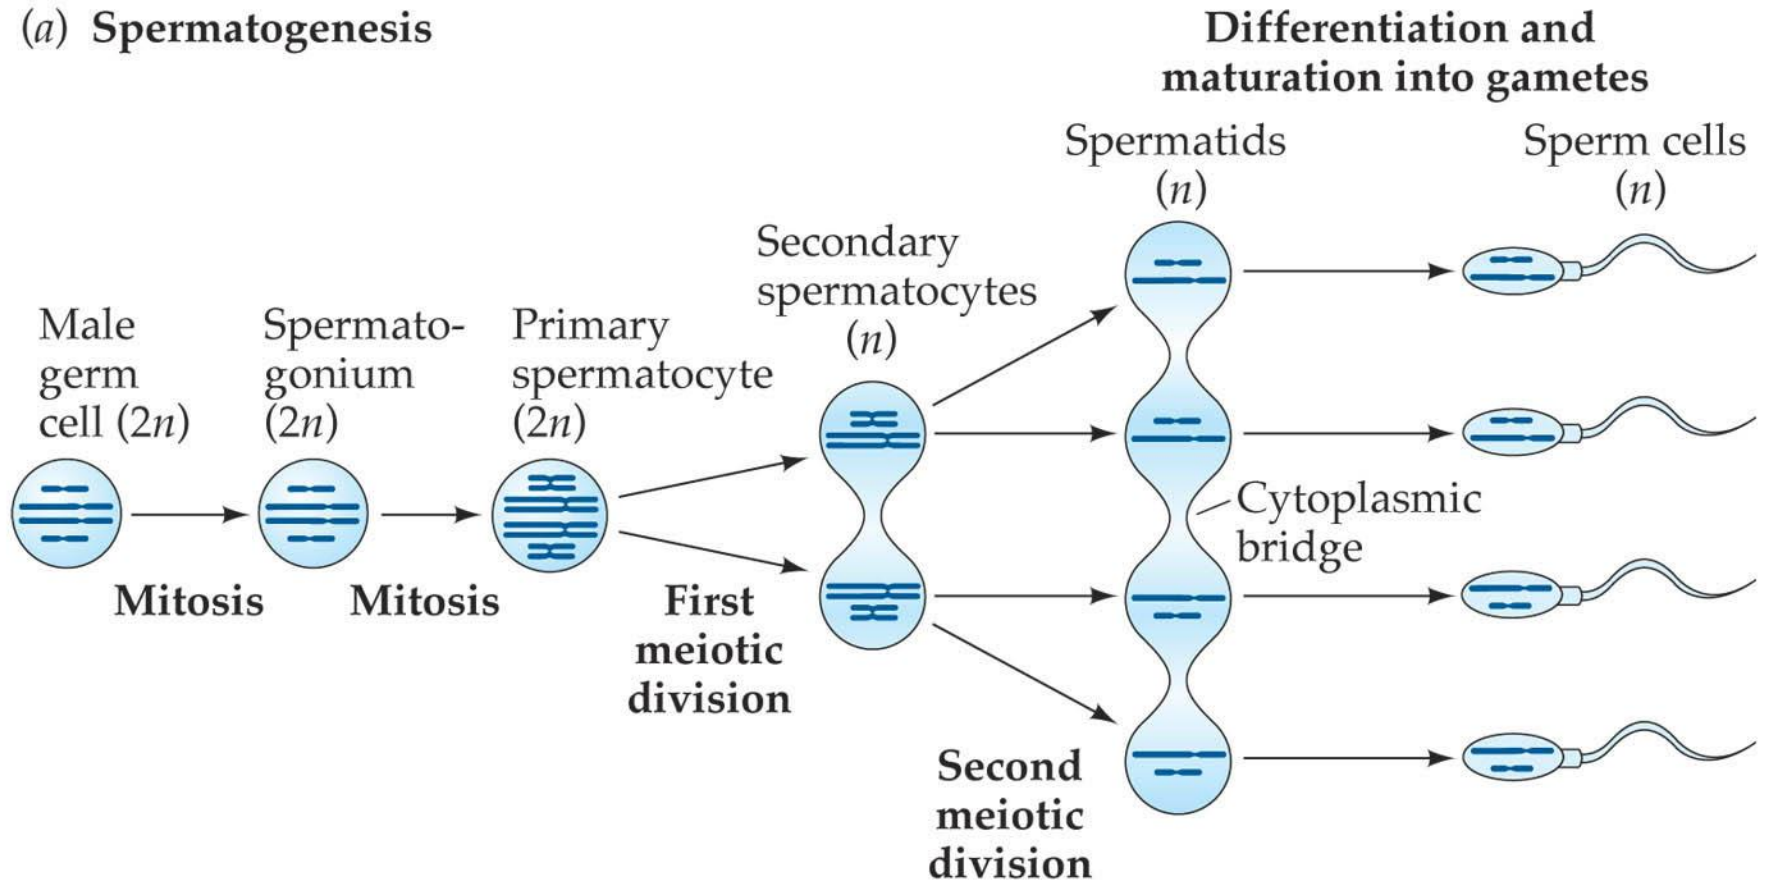 (a) Spermatogenesis
Differentiation and
maturation into gametes
Spermatids
(n)
Sperm cells
(n)
Secondary
spermatocytes
(n)
Male
germ
cell (2n)
Spermato-
gonium
(2n)
Primary
spermatocyte
(2n)
Cytoplasmic
bridge
Mitosis
Mitosis
First
meiotic
division
Second
meiotic
division